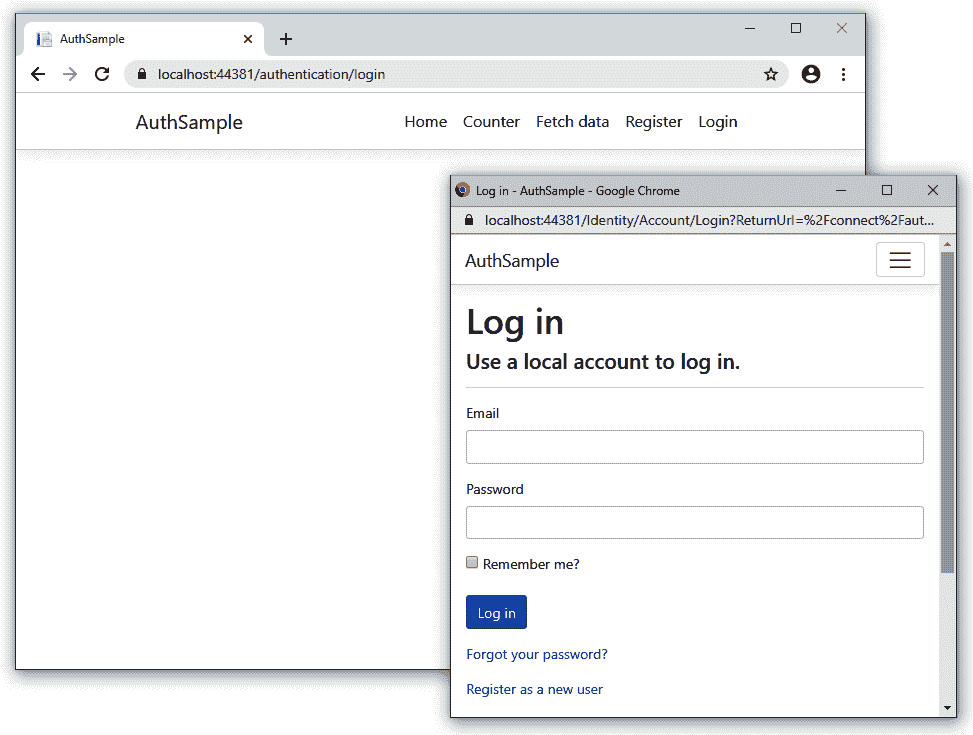 AuthSample
localhost:44381/authentication/login
AuthSample Home Counter Fetch data Register Login
Log in - AuthSample - Google Chrome
localhost:44381/Identity/Account/Login?ReturnUrl=%2Fconnect%2Faut...
AuthSample
Log in
Use a local account to log in.
Email
Password
Remember me?
Log in
Forgot your password?
Register as a new user